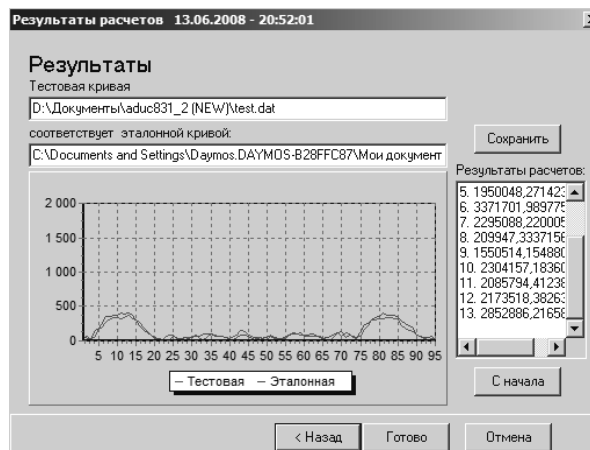 Результаты расчетов 13.06.2008 - 20:52:01
Результаты
Тестовая кривая
D:\Документы\aduc831_2 (NEW)\test.dat
соответствует эталонной кривой:
C:\Documents and Settings\Daymos.DAYMOS-B28FFC87\Мои документ
Сохранить
Результаты расчетов:
5. 1950048,271423
6. 3371701,989775
7. 2295088,220005
8. 209947,3337156
9. 1550514,154880
10. 2304157,18360
11. 2085794,41238
12. 2173518,38263
13. 2852886,21658
2 000
1 500
1 000
500
0
5 10 15 20 25 30 35 40 45 50 55 60 65 70 75 80 85 90 95
Тестовая Эталонная
С начала
< Назад Готово Отмена